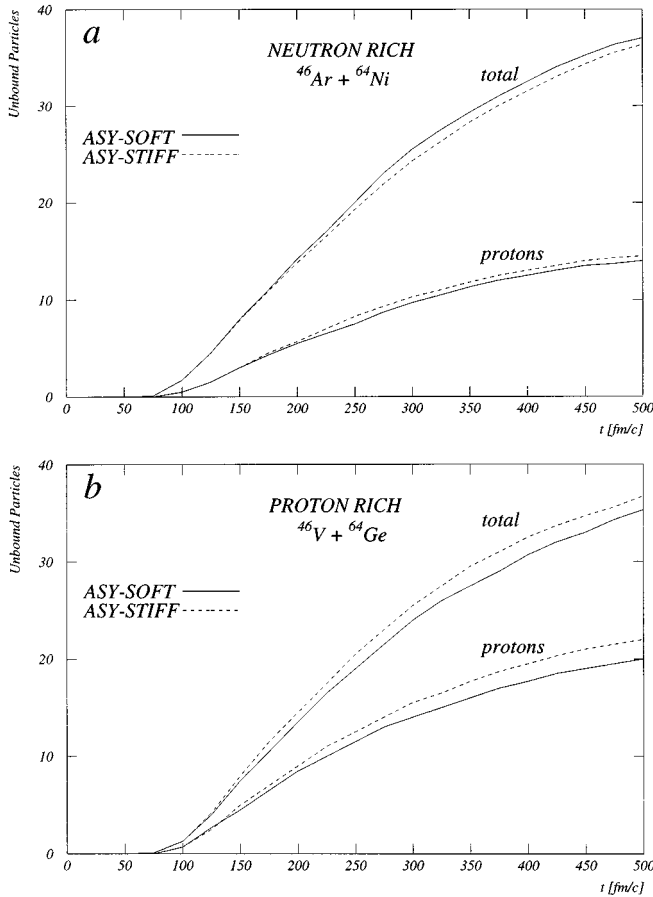 40
a
NEUTRON RICH
⁴⁶Ar + ⁶⁴Ni
total
Unbound Particles
30
ASY-SOFT
ASY-STIFF
20
protons
10
0
0 50 100 150 200 250 300 350 400 450 500
t [fm/c]
40
b
PROTON RICH
⁴⁶V + ⁶⁴Ge
total
Unbound Particles
30
ASY-SOFT
ASY-STIFF
protons
20
10
0
0 50 100 150 200 250 300 350 400 450 500
t [fm/c]